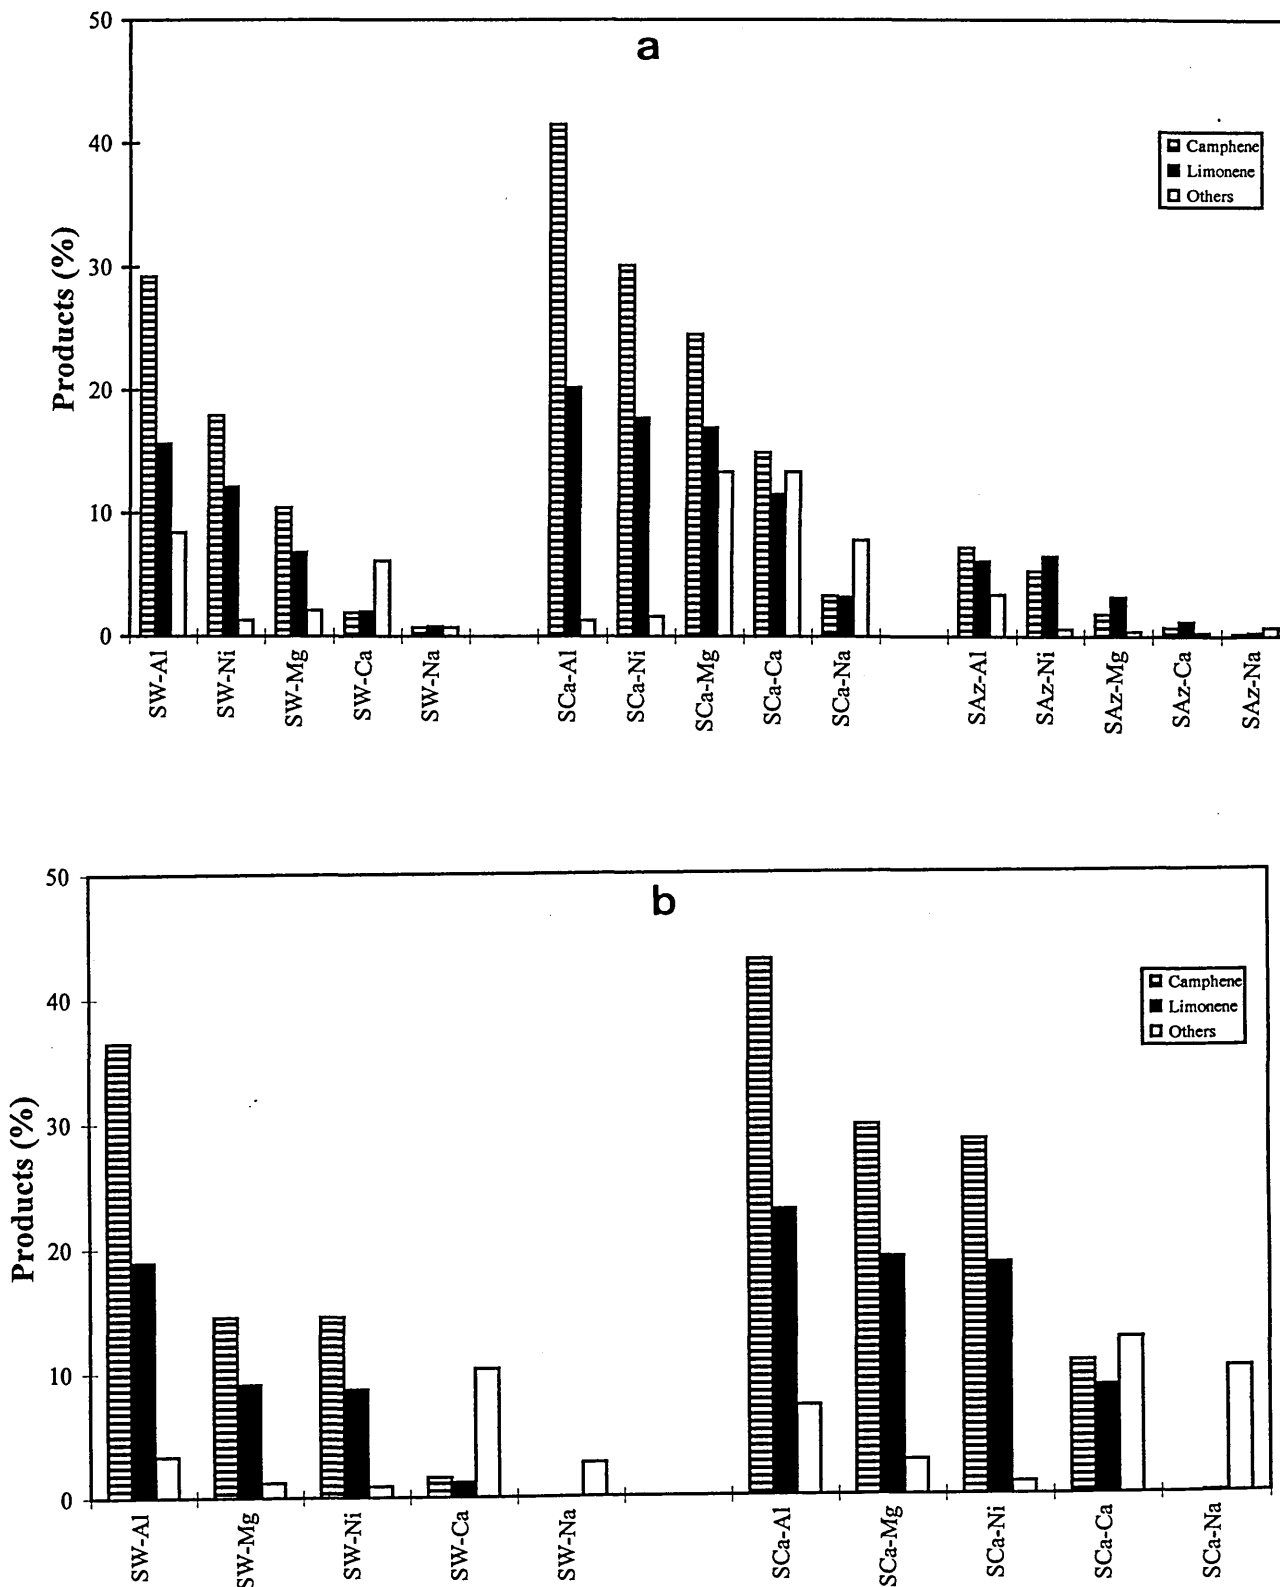 a
50
40
30
20
10
0
Products (%)
Camphene
Limonene
Others
SW-Al
SW-Ni
SW-Mg
SW-Ca
SW-Na
SCa-Al
SCa-Ni
SCa-Mg
SCa-Ca
SCa-Na
SAz-Al
SAz-Ni
SAz-Mg
SAz-Ca
SAz-Na
b
50
40
30
20
10
0
Products (%)
Camphene
Limonene
Others
SW-Al
SW-Mg
SW-Ni
SW-Ca
SW-Na
SCa-Al
SCa-Mg
SCa-Ni
SCa-Ca
SCa-Na